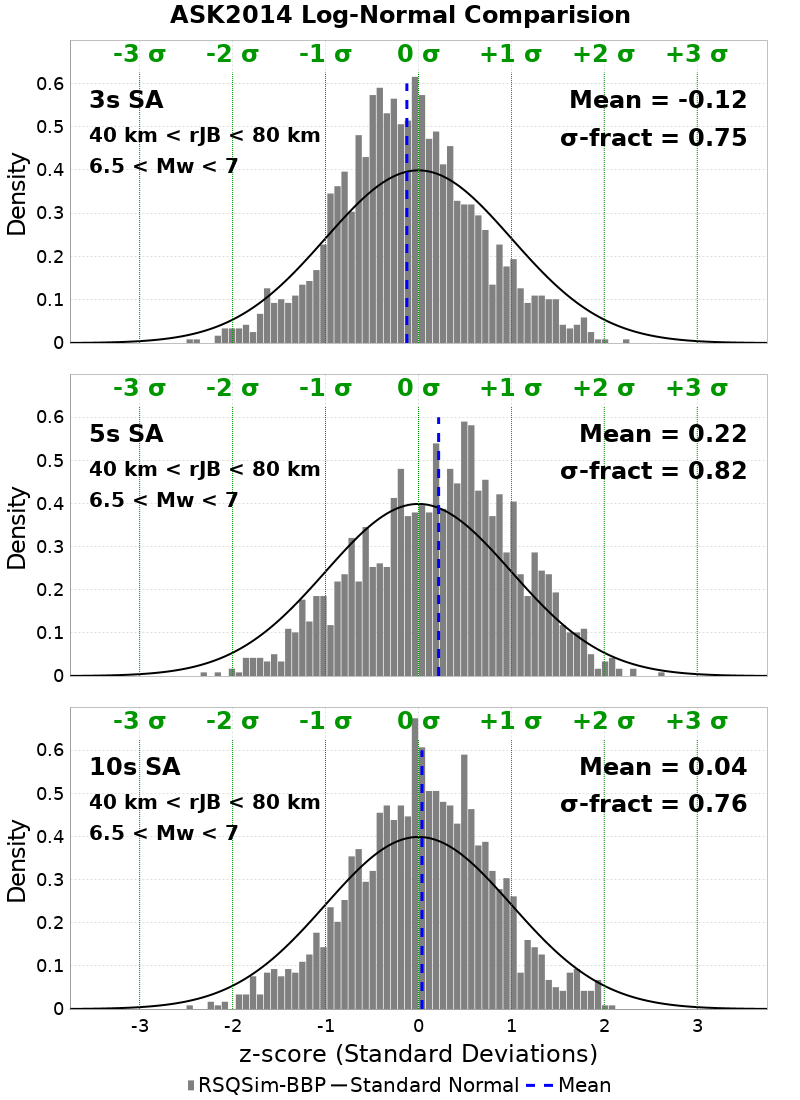 ASK2014 Log-Normal Comparision
-3 σ -2 σ -1 σ 0 σ +1 σ +2 σ +3 σ
3s SA
40 km < rJB < 80 km
6.5 < Mw < 7
Mean = -0.12
σ-fract = 0.75
Density
0.6
0.5
0.4
0.3
0.2
0.1
0
-3 σ -2 σ -1 σ 0 σ +1 σ +2 σ +3 σ
5s SA
40 km < rJB < 80 km
6.5 < Mw < 7
Mean = 0.22
σ-fract = 0.82
Density
0.6
0.5
0.4
0.3
0.2
0.1
0
-3 σ -2 σ -1 σ 0 σ +1 σ +2 σ +3 σ
10s SA
40 km < rJB < 80 km
6.5 < Mw < 7
Mean = 0.04
σ-fract = 0.76
Density
0.6
0.5
0.4
0.3
0.2
0.1
0
-3 -2 -1 0 1 2 3
z-score (Standard Deviations)
RSQSim-BBP Standard Normal Mean